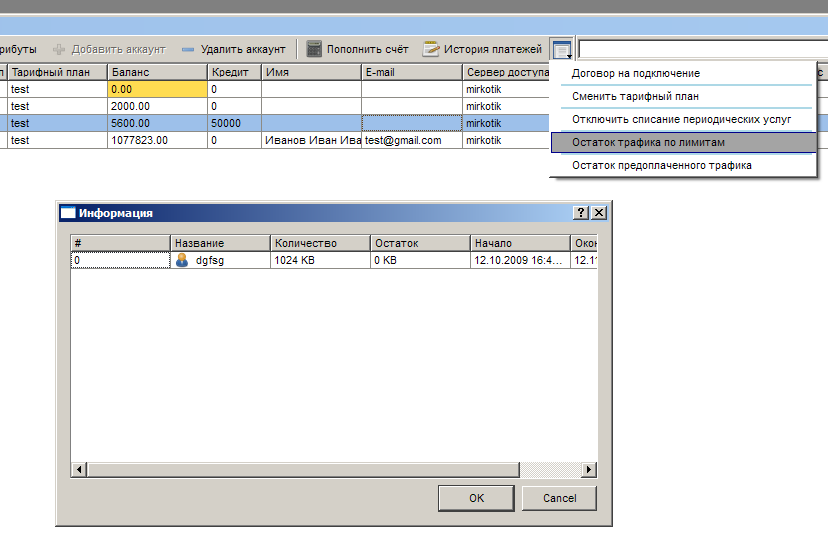 рибуты Добавить аккаунт Удалить аккаунт Пополнить счёт История платежей
п Тарифный план Баланс Кредит Имя E-mail Сервер доступа с
test 0.00 0 mirkotik
test 2000.00 0 mirkotik
test 5600.00 50000 mirkotik
test 1077823.00 0 Иванов Иван Ива test@gmail.com mirkotik
Договор на подключение
Сменить тарифный план
Отключить списание периодических услуг
Остаток трафика по лимитам
Остаток предоплаченного трафика
Информация
# Название Количество Остаток Начало Окон
0 dgfsg 1024 KB 0 KB 12.10.2009 16:4... 12.11
OK Cancel